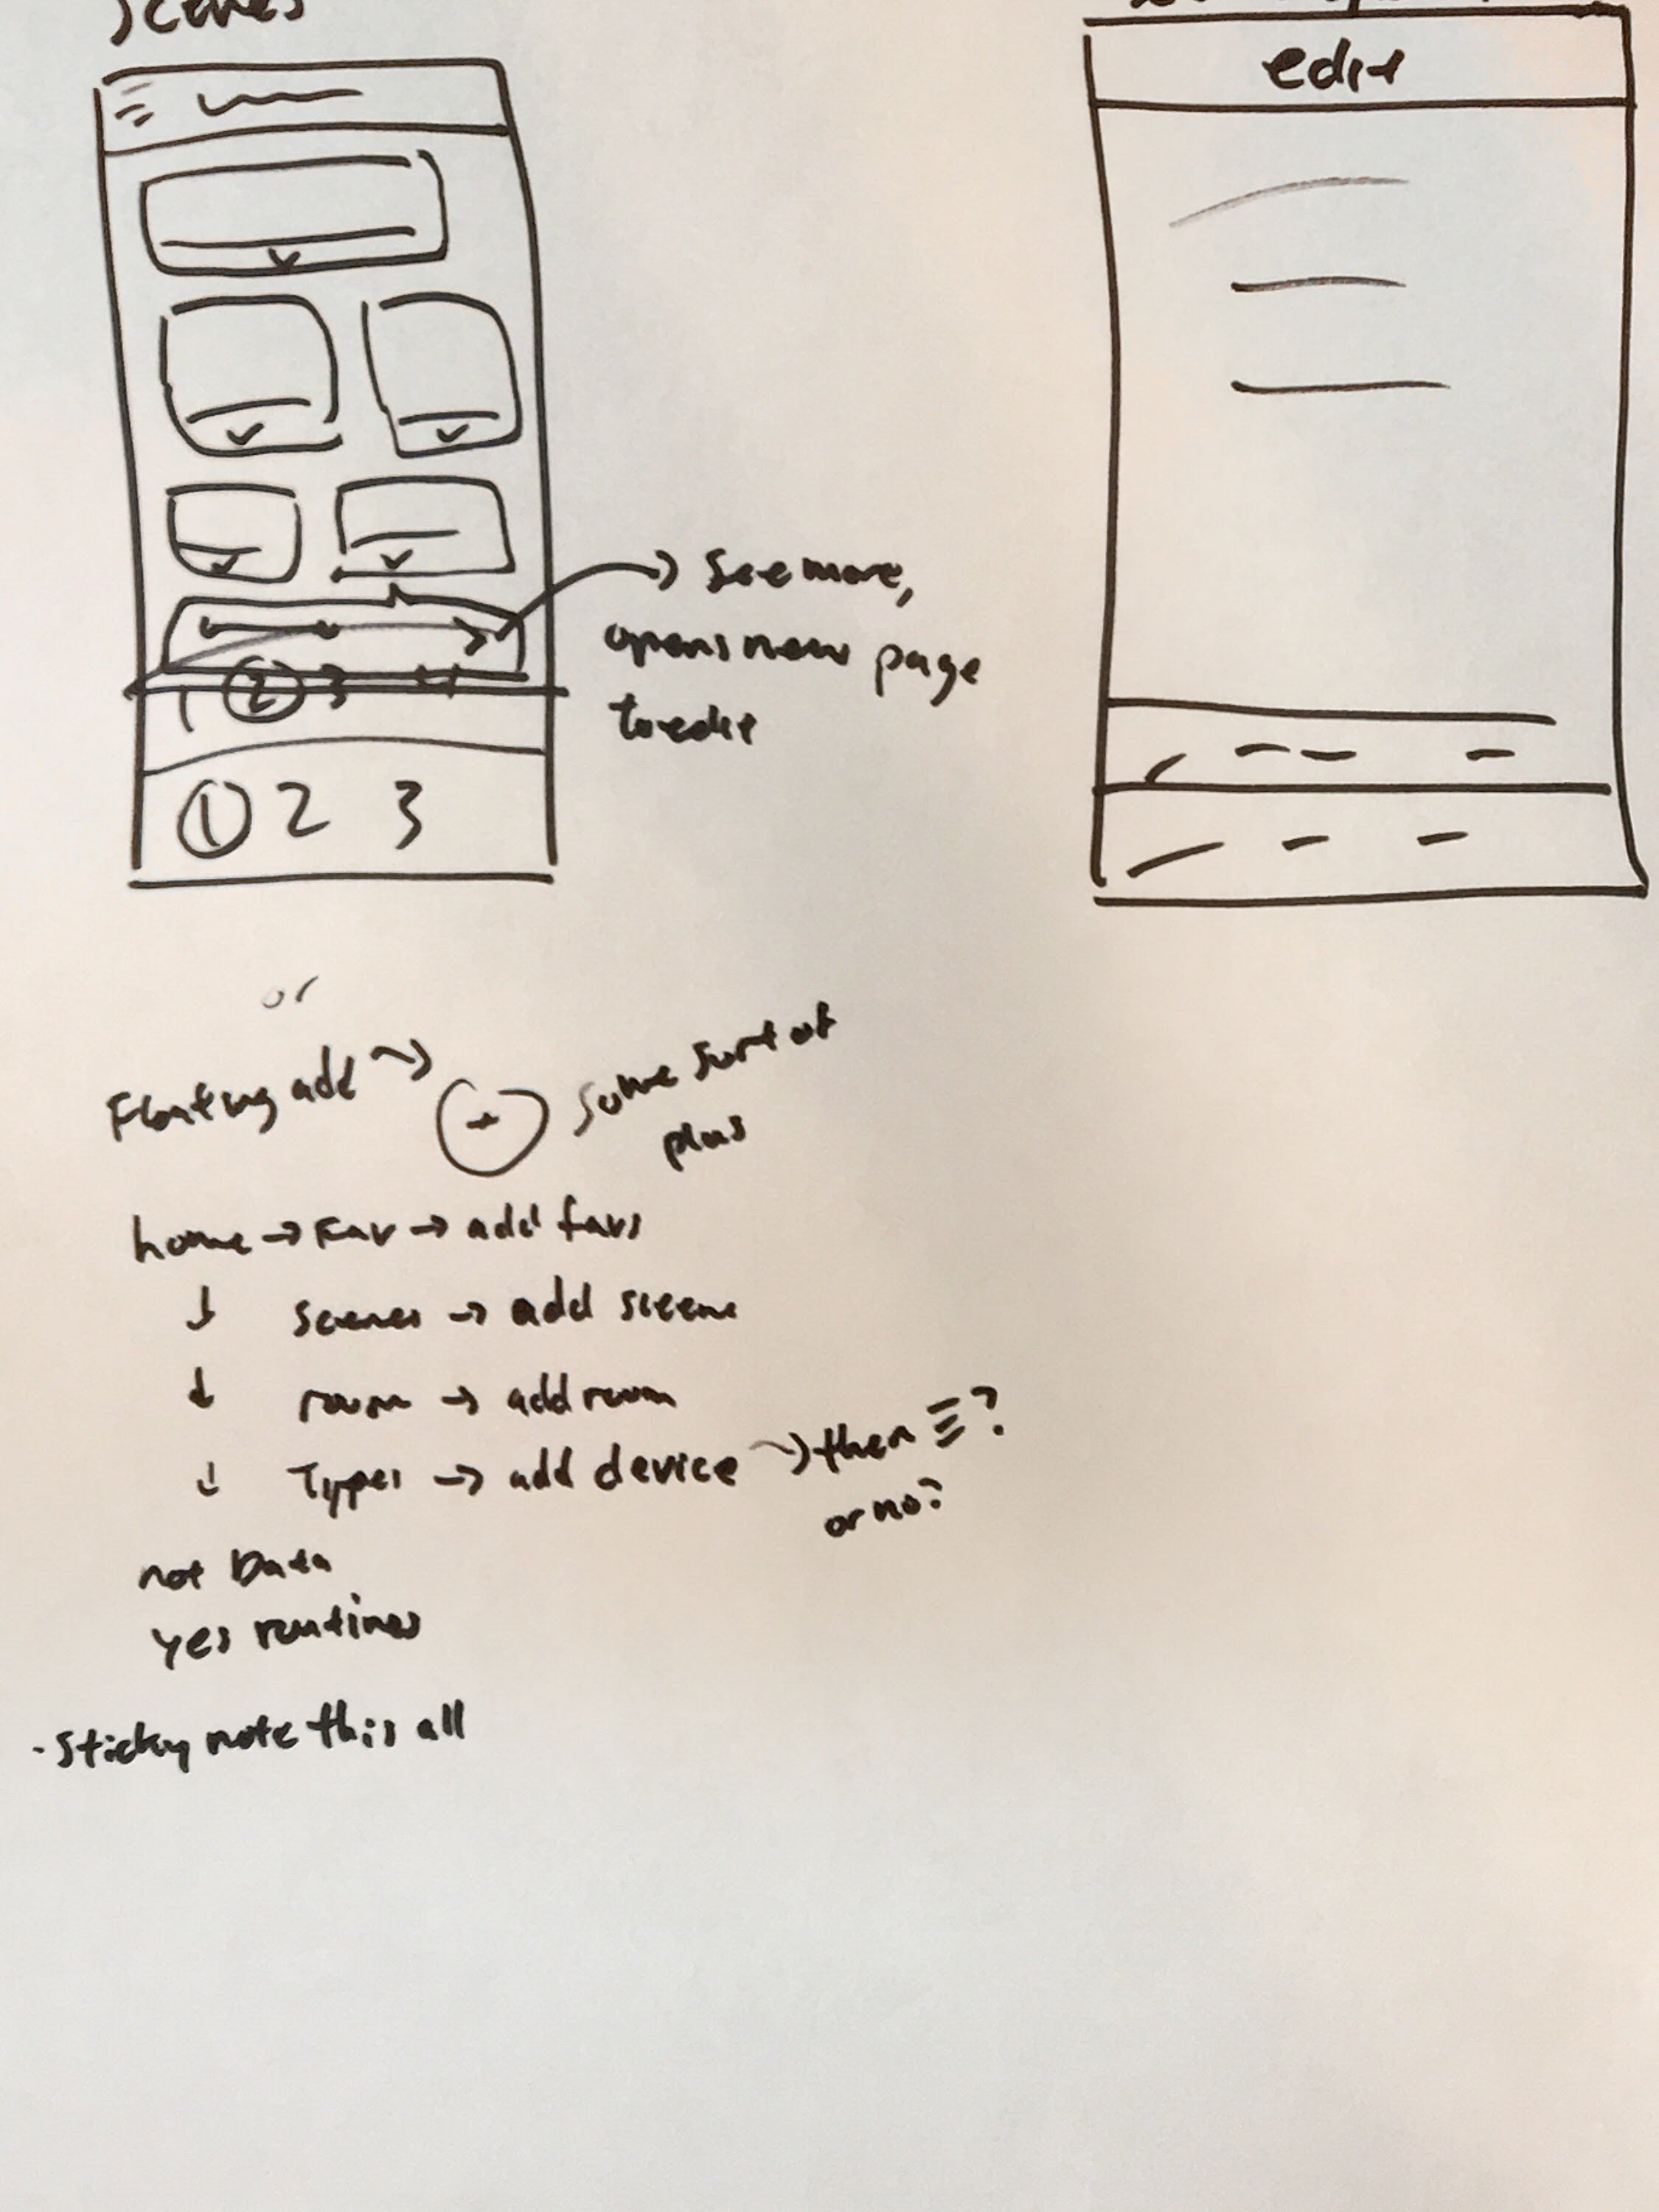 Scenes
edit
See more,
opens new page
to edit
1 2 3 4
1 2 3
or
Floating add → + some sort of
plus
home → Fav → add favs
↓ scenes → add sceene
↓ room → add room
↓ Types → add device → then ≡?
or no?
not Data
yes routines
- Sticky note this all